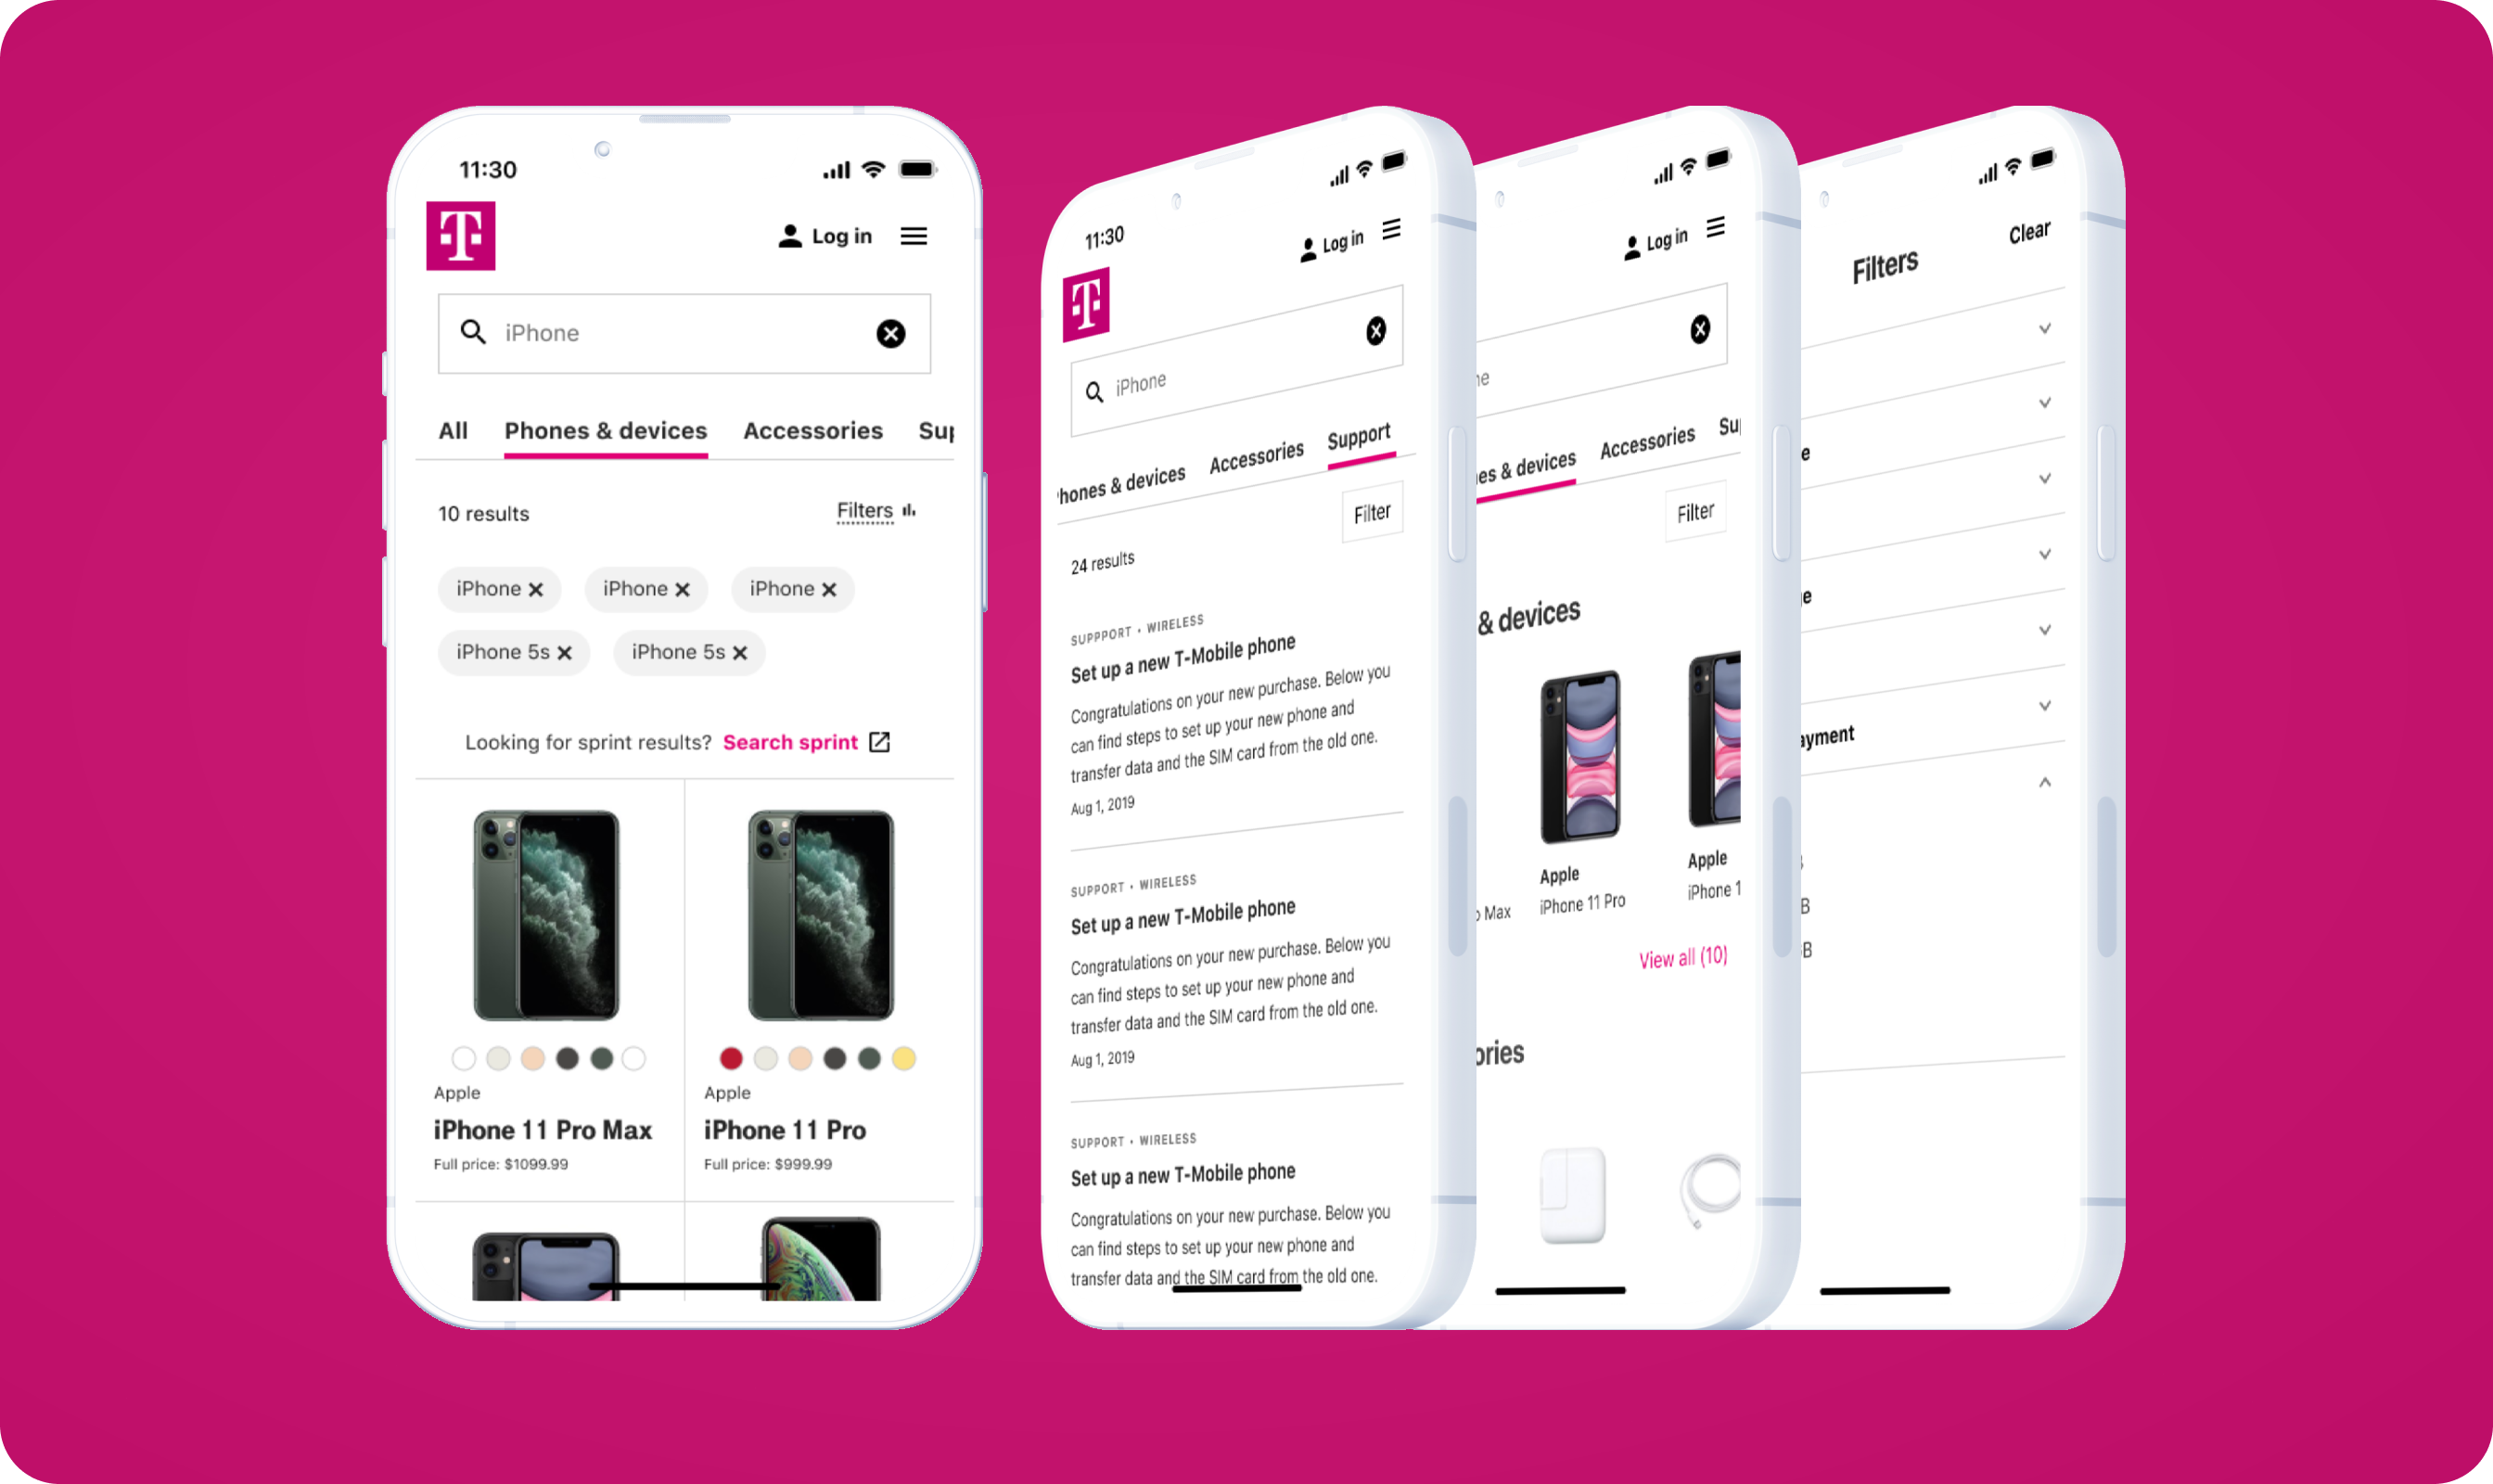 11:30
T
Log in
iPhone
All Phones & devices Accessories
10 results
Filters
iPhone iPhone iPhone
iPhone 5s iPhone 5s
Looking for sprint results? Search sprint
Apple
iPhone 11 Pro Max
Full price: $1099.99
Apple
iPhone 11 Pro
Full price: $999.99
11:30
T
Log in
iPhone
Phones & devices Accessories Support
Filter
24 results
SUPPPORT • WIRELESS
Set up a new T-Mobile phone
Congratulations on your new purchase. Below you
can find steps to set up your new phone and
transfer data and the SIM card from the old one.
Aug 1, 2019
SUPPORT • WIRELESS
Set up a new T-Mobile phone
Congratulations on your new purchase. Below you
can find steps to set up your new phone and
transfer data and the SIM card from the old one.
Aug 1, 2019
SUPPORT • WIRELESS
Set up a new T-Mobile phone
Congratulations on your new purchase. Below you
can find steps to set up your new phone and
transfer data and the SIM card from the old one.
Log in
& devices Accessories
Filter
& devices
Apple
iPhone 11 Pro
Max
Apple
iPhone 1
View all (10)
Clear
Filters